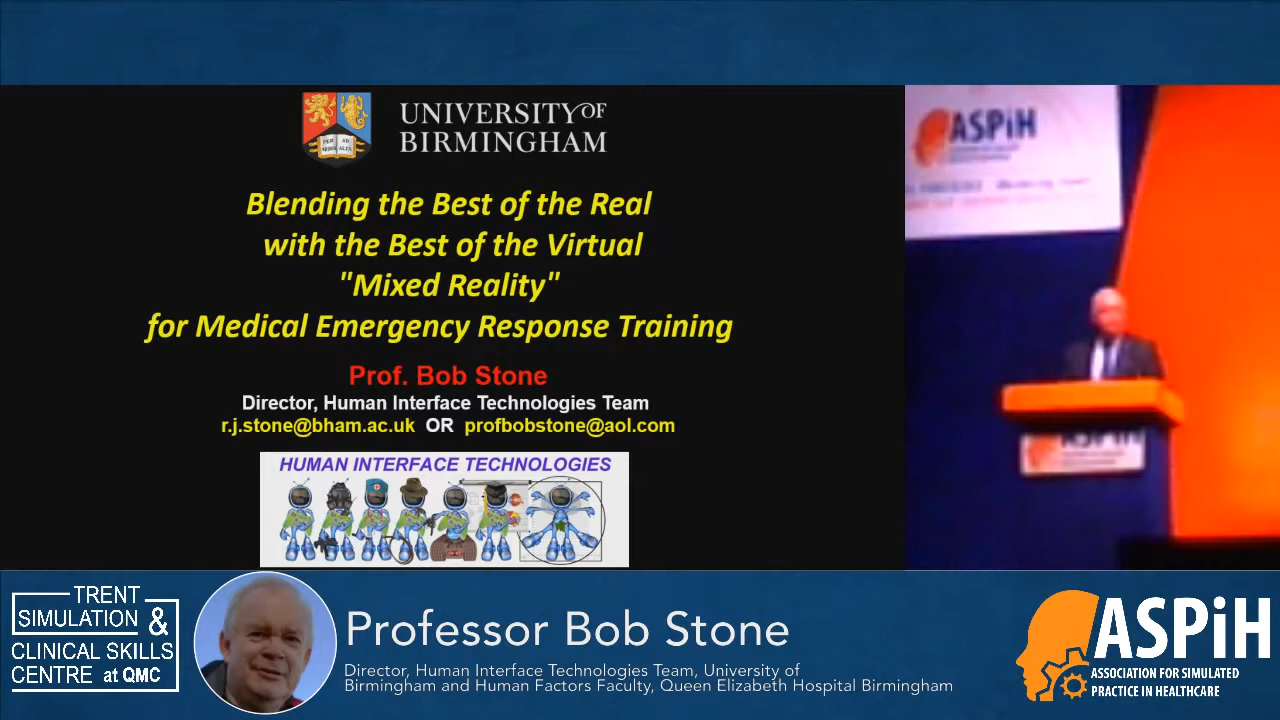 UNIVERSITY OF
BIRMINGHAM
Blending the Best of the Real
with the Best of the Virtual
"Mixed Reality"
for Medical Emergency Response Training
Prof. Bob Stone
Director, Human Interface Technologies Team
r.j.stone@bham.ac.uk OR profbobstone@aol.com
HUMAN INTERFACE TECHNOLOGIES
ASPiH
ASPiH
TRENT
SIMULATION &
CLINICAL SKILLS
CENTRE at QMC
Professor Bob Stone
Director, Human Interface Technologies Team, University of
Birmingham and Human Factors Faculty, Queen Elizabeth Hospital Birmingham
ASPiH
ASSOCIATION FOR SIMULATED
PRACTICE IN HEALTHCARE